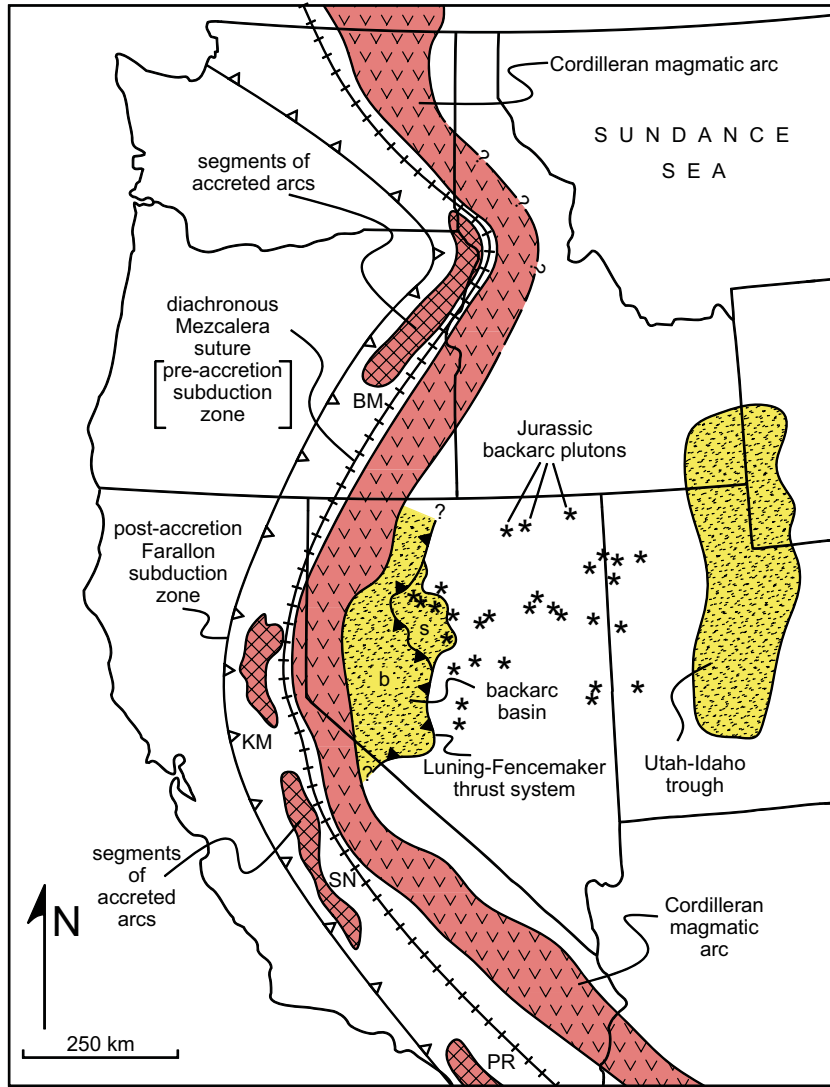 Cordilleran magmatic arc
S U N D A N C E
S E A
segments of
accreted arcs
?
?
?
diachronous
Mezcalera
suture
pre-accretion
subduction
zone
BM
Jurassic
backarc plutons
?
post-accretion
Farallon
subduction
zone
s
b
backarc
basin
KM
Luning-Fencemaker
thrust system
Utah-Idaho
trough
?
segments
of
accreted
arcs
SN
Cordilleran
magmatic
arc
N
250 km
PR